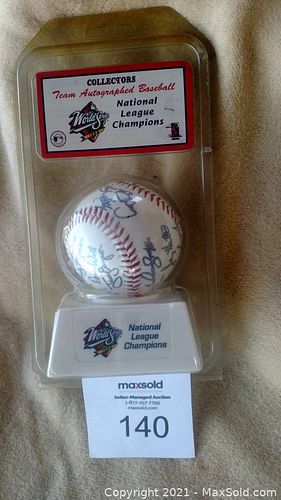 COLLECTORS
Team Autographed Baseball
World Series
National
League
Champions
World Series
National
League
Champions
maxsold
Seller-Managed Auction
1-877-257-7799
maxsold.com
140
Copyright © 2021 - MaxSold.com